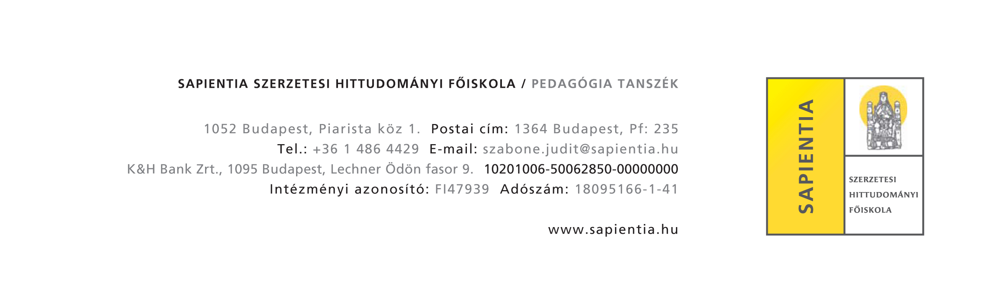 SAPIENTIA SZERZETESI HITTUDOMÁNYI FŐISKOLA / PEDAGÓGIA TANSZÉK
1052 Budapest, Piarista köz 1. Postai cím: 1364 Budapest, Pf: 235
Tel.: +36 1 486 4429 E-mail: szabone.judit@sapientia.hu
K&H Bank Zrt., 1095 Budapest, Lechner Ödön fasor 9. 10201006-50062850-00000000
Intézményi azonosító: FI47939 Adószám: 18095166-1-41
www.sapientia.hu
SAPIENTIA
SZERZETESI
HITTUDOMÁNYI
FŐISKOLA